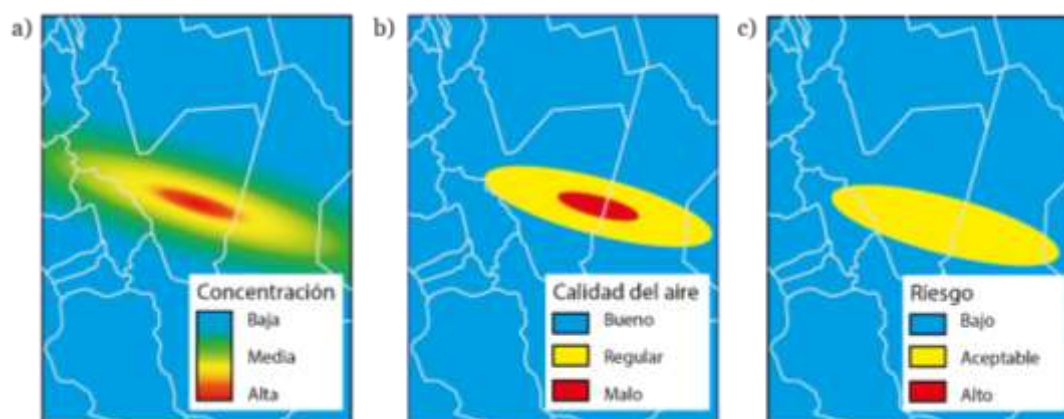 a)
Concentración
Baja
Media
Alta
b)
Calidad del aire
Bueno
Regular
Malo
c)
Riesgo
Bajo
Aceptable
Alto